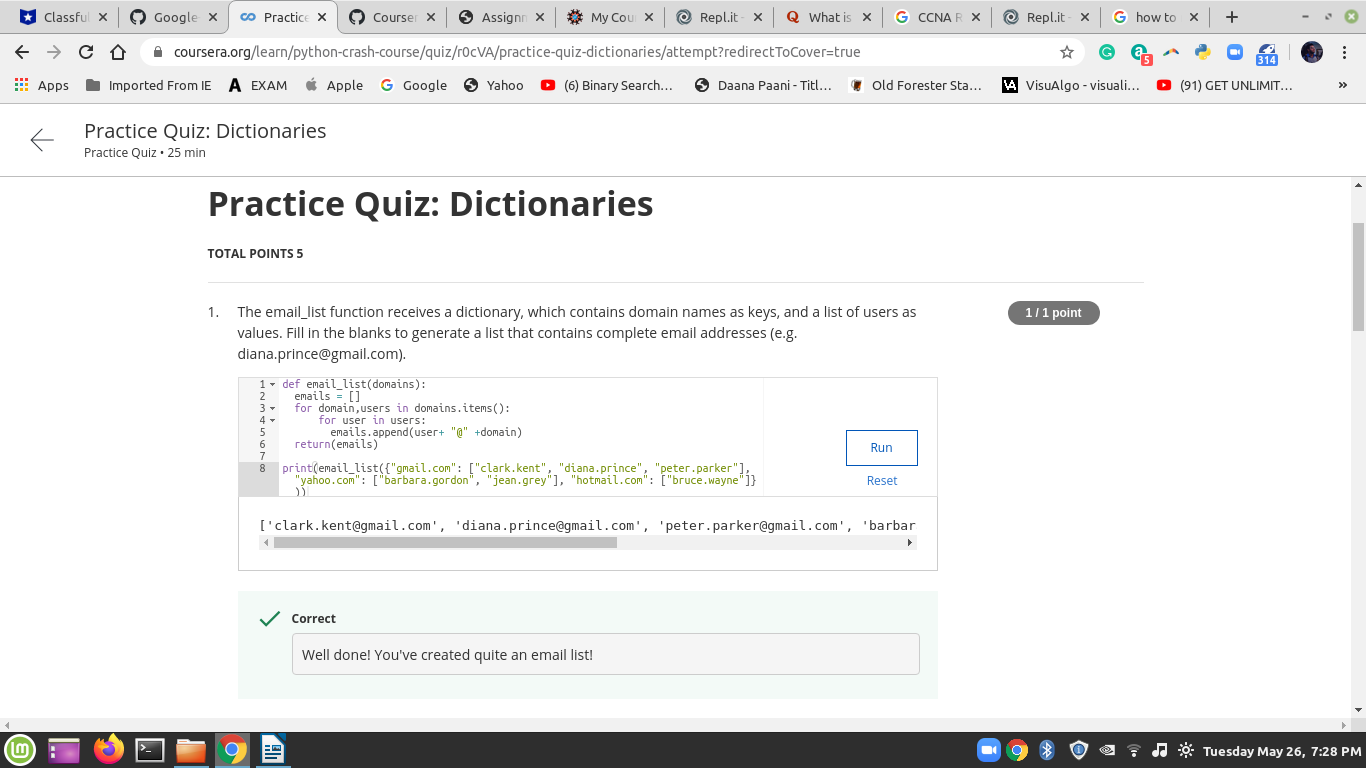 Classful
Google
Practice
Courser
Assignm
My Cou
Repl.it -
What is
CCNA R
Repl.it -
how to
coursera.org/learn/python-crash-course/quiz/r0cVA/practice-quiz-dictionaries/attempt?redirectToCover=true
5
314
Apps
Imported From IE
EXAM
Apple
Google
Yahoo
(6) Binary Search...
Daana Paani - Titl...
Old Forester Sta...
VisuAlgo - visuali...
(91) GET UNLIMIT...
»
Practice Quiz: Dictionaries
Practice Quiz • 25 min
Practice Quiz: Dictionaries
TOTAL POINTS 5
1. The email_list function receives a dictionary, which contains domain names as keys, and a list of users as
values. Fill in the blanks to generate a list that contains complete email addresses (e.g.
diana.prince@gmail.com).
1 / 1 point
1 def email_list(domains):
2 emails = []
3 for domain,users in domains.items():
4 for user in users:
5 emails.append(user+ "@" +domain)
6 return(emails)
7
8 print(email_list({"gmail.com": ["clark.kent", "diana.prince", "peter.parker"],
"yahoo.com": ["barbara.gordon", "jean.grey"], "hotmail.com": ["bruce.wayne"]}
))
Run
Reset
['clark.kent@gmail.com', 'diana.prince@gmail.com', 'peter.parker@gmail.com', 'barbar
Correct
Well done! You've created quite an email list!
Tuesday May 26, 7:28 PM